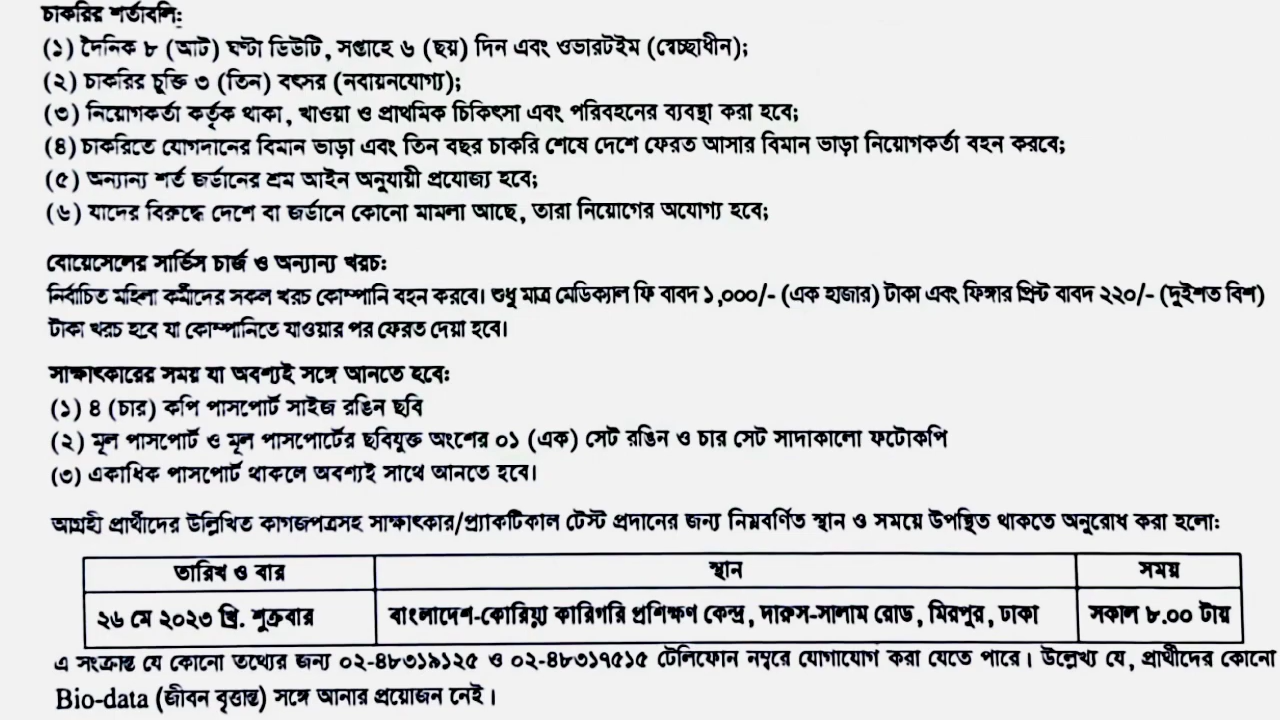 চাকরির শর্তাবলি:
(১) দৈনিক ৮ (আট) ঘন্টা ডিউটি, সপ্তাহে ৬ (ছয়) দিন এবং ওভারটইম (স্বেচ্ছাধীন);
(২) চাকরির চুক্তি ৩ (তিন) বৎসর (নবায়নযোগ্য);
(৩) নিয়োগকর্তা কর্তৃক থাকা, খাওয়া ও প্রাথমিক চিকিৎসা এবং পরিবহনের ব্যবস্থা করা হবে;
(৪) চাকরিতে যোগদানের বিমান ভাড়া এবং তিন বছর চাকরি শেষে দেশে ফেরত আসার বিমান ভাড়া নিয়োগকর্তা বহন করবে;
(৫) অন্যান্য শর্ত জর্ডানের শ্রম আইন অনুযায়ী প্রযোজ্য হবে;
(৬) যাদের বিরুদ্ধে দেশে বা জর্ডানে কোনো মামলা আছে, তারা নিয়োগের অযোগ্য হবে;
বোয়েসেলের সার্ভিস চার্জ ও অন্যান্য খরচ:
নির্বাচিত মহিলা কর্মীদের সকল খরচ কোম্পানি বহন করবে। শুধু মাত্র মেডিক্যাল ফি বাবদ ১,০০০/- (এক হাজার) টাকা এবং ফিঙ্গার প্রিন্ট বাবদ ২২০/- (দুইশত বিশ)
টাকা খরচ হবে যা কোম্পানিতে যাওয়ার পর ফেরত দেয়া হবে।
সাক্ষাৎকারের সময় যা অবশ্যই সঙ্গে আনতে হবে:
(১) ৪ (চার) কপি পাসপোর্ট সাইজ রঙিন ছবি
(২) মূল পাসপোর্ট ও মূল পাসপোর্টের ছবিযুক্ত অংশের ০১ (এক) সেট রঙিন ও চার সেট সাদাকালো ফটোকপি
(৩) একাধিক পাসপোর্ট থাকলে অবশ্যই সাথে আনতে হবে।
আগ্রহী প্রার্থীদের উল্লিখিত কাগজপত্রসহ সাক্ষাৎকার/প্র্যাকটিকাল টেস্ট প্রদানের জন্য নিম্নবর্ণিত স্থান ও সময়ে উপস্থিত থাকতে অনুরোধ করা হলো:
তারিখ ও বার স্থান সময়
২৬ মে ২০২৩ খ্রি. শুক্রবার বাংলাদেশ-কোরিয়া কারিগরি প্রশিক্ষণ কেন্দ্র, দারুস-সালাম রোড, মিরপুর, ঢাকা সকাল ৮.০০ টায়
এ সংক্রান্ত যে কোনো তথ্যের জন্য ০২-৪৮৩১৯১২৫ ও ০২-৪৮৩১৭৫১৫ টেলিফোন নম্বরে যোগাযোগ করা যেতে পারে। উল্লেখ্য যে, প্রার্থীদের কোনো
Bio-data (জীবন বৃত্তান্ত) সঙ্গে আনার প্রয়োজন নেই।